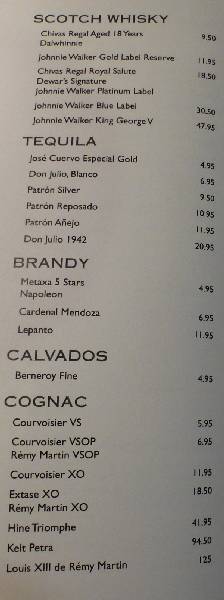 SCOTCH WHISKY
Chivas Regal Aged 18 Years
Dalwhinnie 9.50
Johnnie Walker Gold Label Reserve 11.95
Chivas Regal Royal Salute 18.50
Dewar's Signature
Johnnie Walker Platinum Label
Johnnie Walker Blue Label 30.50
Johnnie Walker King George V 47.95
TEQUILA
José Cuervo Especial Gold 4.95
Don Julio, Blanco 6.95
Patrón Silver 9.50
Patrón Reposado 10.95
Patrón Añejo 11.95
Don Julio 1942 20.95
BRANDY
Metaxa 5 Stars 4.95
Napoleon
Cardenal Mendoza 6.95
Lepanto 11.95
CALVADOS
Berneroy Fine 4.95
COGNAC
Courvoisier VS 5.95
Courvoisier VSOP 6.95
Rémy Martin VSOP
Courvoisier XO 11.95
Extase XO 18.50
Rémy Martin XO
Hine Triomphe 41.95
Kelt Petra 94.50
Louis XIII de Rémy Martin 125